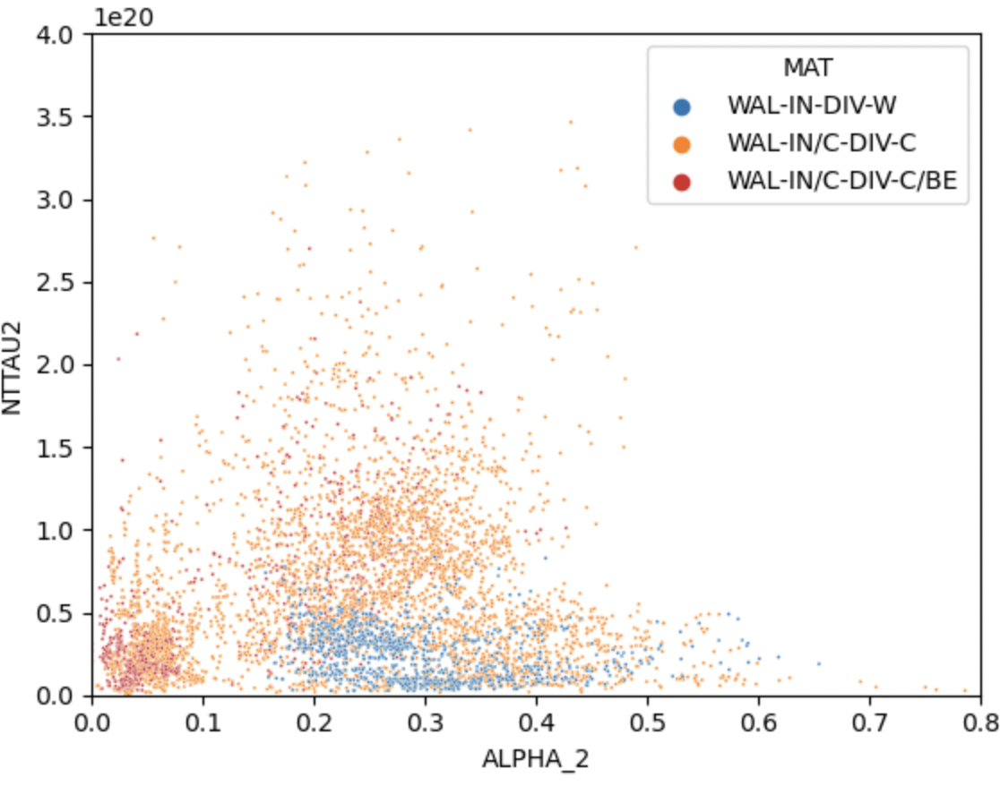 1e20
4.0
3.5
3.0
2.5
2.0
1.5
1.0
0.5
0.0
NTTAU2
MAT
WAL-IN-DIV-W
WAL-IN/C-DIV-C
WAL-IN/C-DIV-C/BE
0.0 0.1 0.2 0.3 0.4 0.5 0.6 0.7 0.8
ALPHA_2